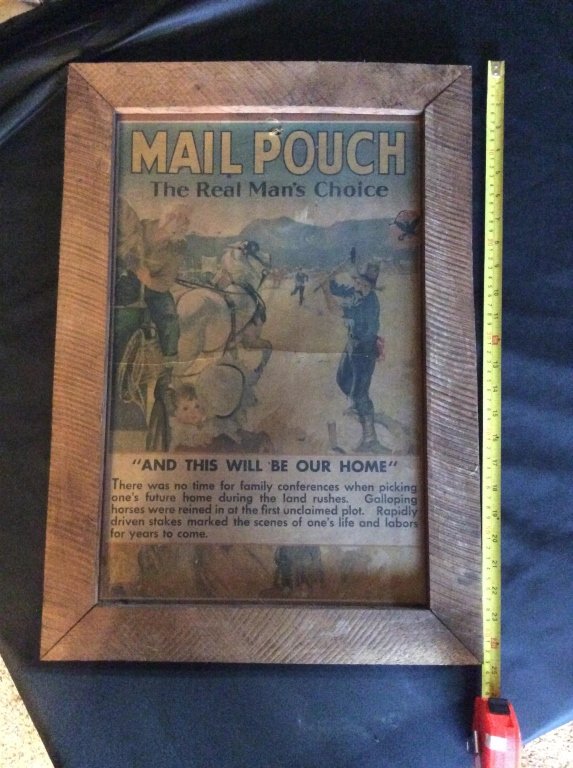 MAIL POUCH
The Real Man's Choice
"AND THIS WILL BE OUR HOME"
There was no time for family conferences when picking
one's future home during the land rushes. Galloping
horses were reined in at the first unclaimed plot. Rapidly
driven stakes marked the scenes of one's life and labors
for years to come.